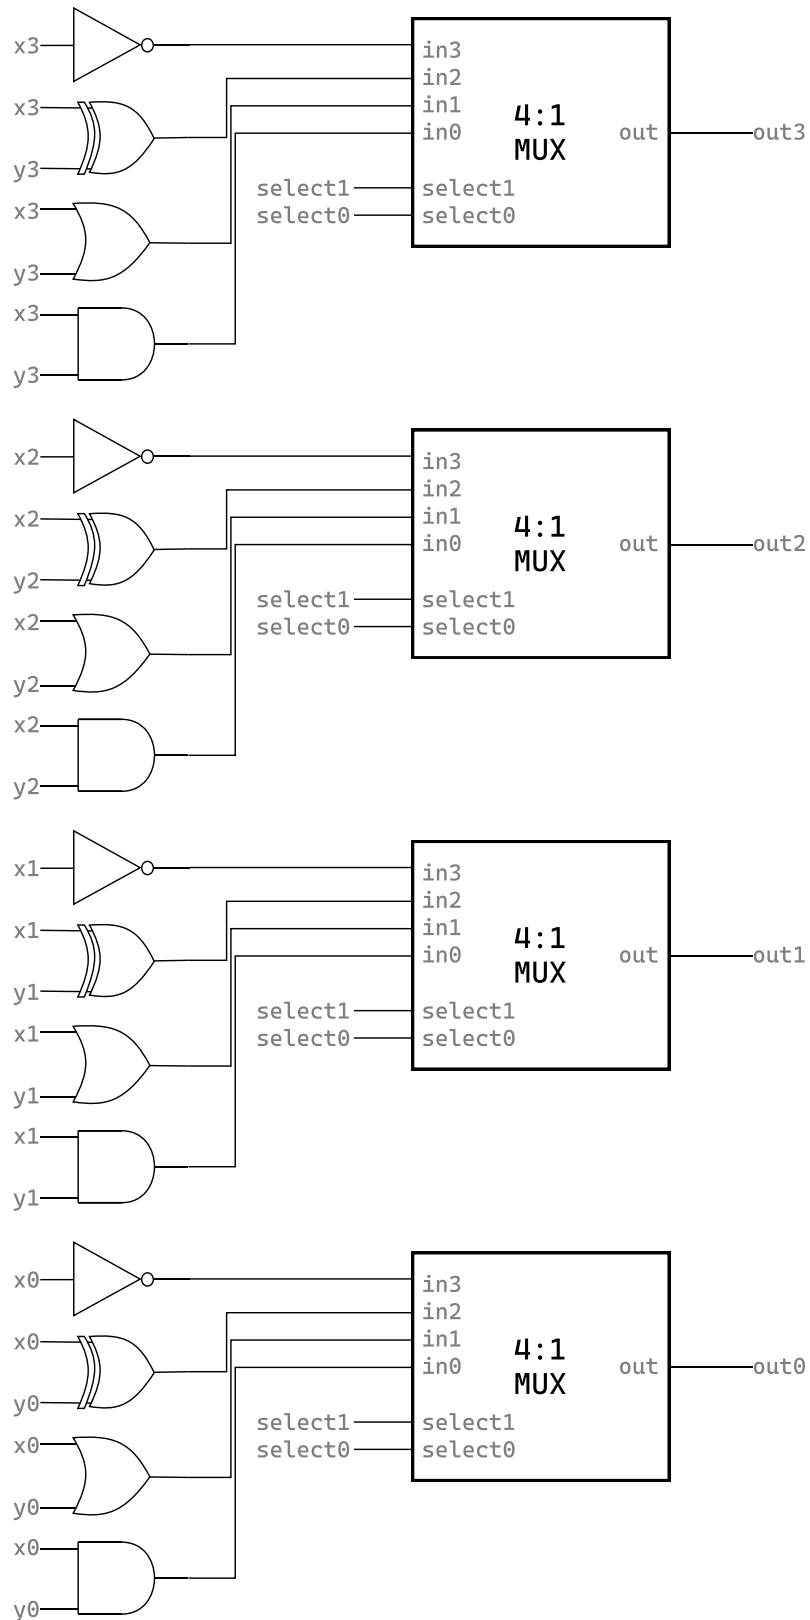 x3
in3
x3
in2
in1
4:1
in0
MUX
out
out3
y3
select1
select1
x3
select0
select0
y3
x3
y3
x2
in3
x2
in2
in1
4:1
in0
MUX
out
out2
y2
select1
select1
x2
select0
select0
y2
x2
y2
x1
in3
x1
in2
in1
4:1
in0
MUX
out
out1
y1
select1
select1
x1
select0
select0
y1
x1
y1
x0
in3
x0
in2
in1
4:1
in0
MUX
out
out0
y0
select1
select1
x0
select0
select0
y0
x0
y0